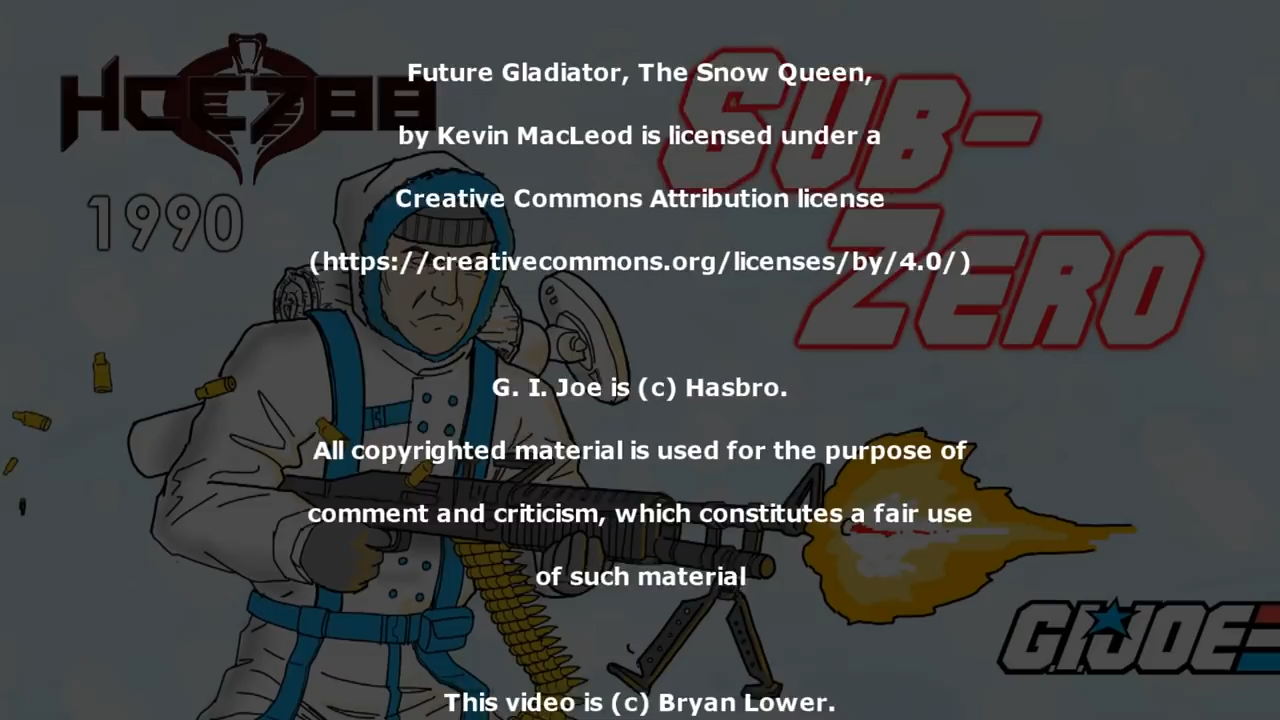 HCC788
1990
SUB-
ZERO
Future Gladiator, The Snow Queen,
by Kevin MacLeod is licensed under a
Creative Commons Attribution license
(https://creativecommons.org/licenses/by/4.0/)
G. I. Joe is (c) Hasbro.
All copyrighted material is used for the purpose of
comment and criticism, which constitutes a fair use
of such material
G.I.JOE
This video is (c) Bryan Lower.